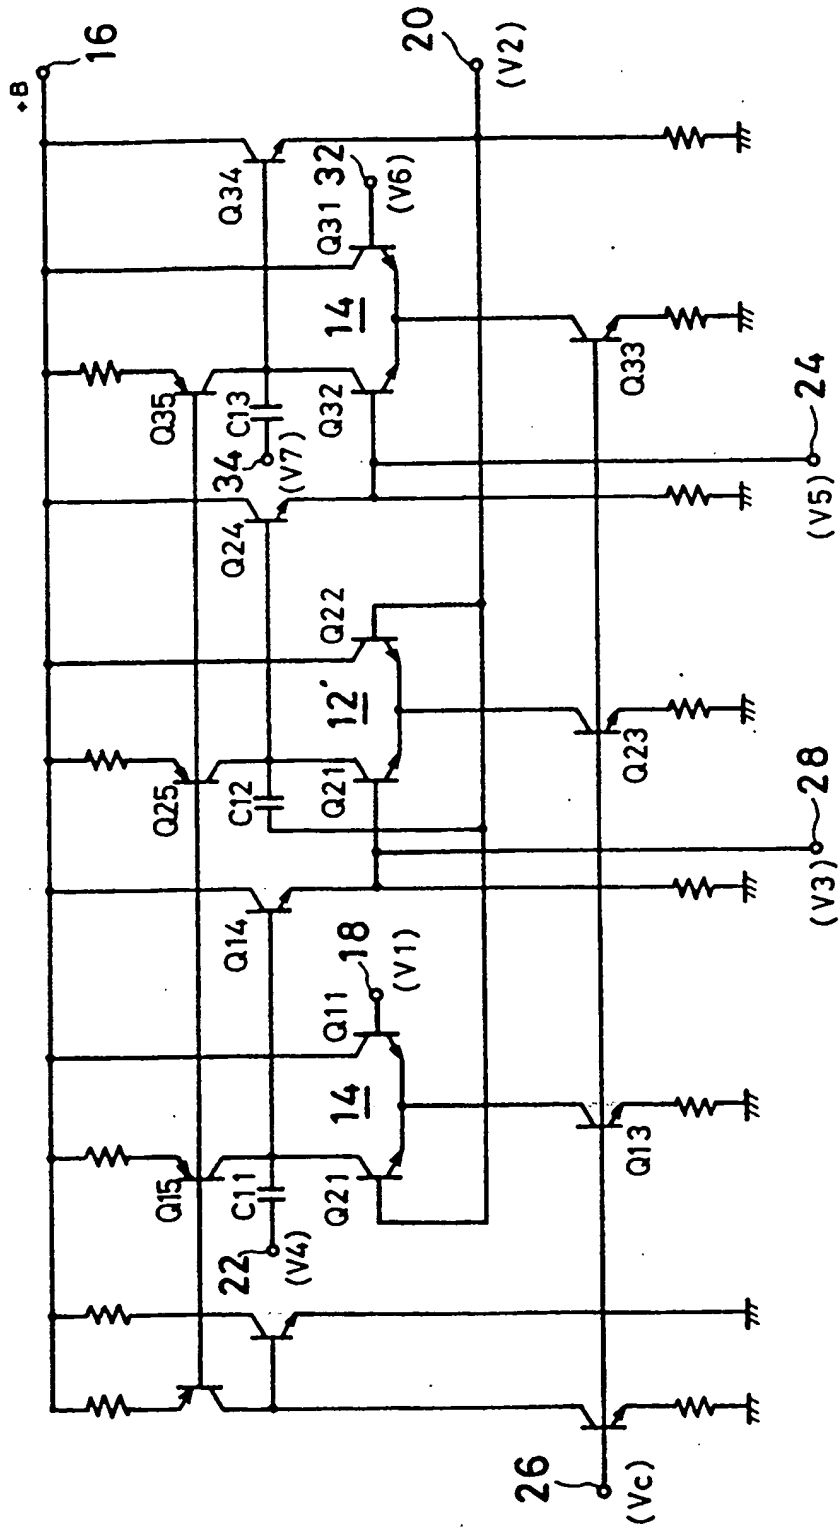 +B
16
20
(V2)
Q34
32
(V6)
Q31
14
Q35
C13
Q32
34
(V7)
Q33
24
(V5)
Q24
Q22
12'
Q25
C12
Q21
Q23
28
(V3)
Q14
18
(V1)
Q11
14
Q15
C11
Q21
22
(V4)
Q13
26
(Vc)